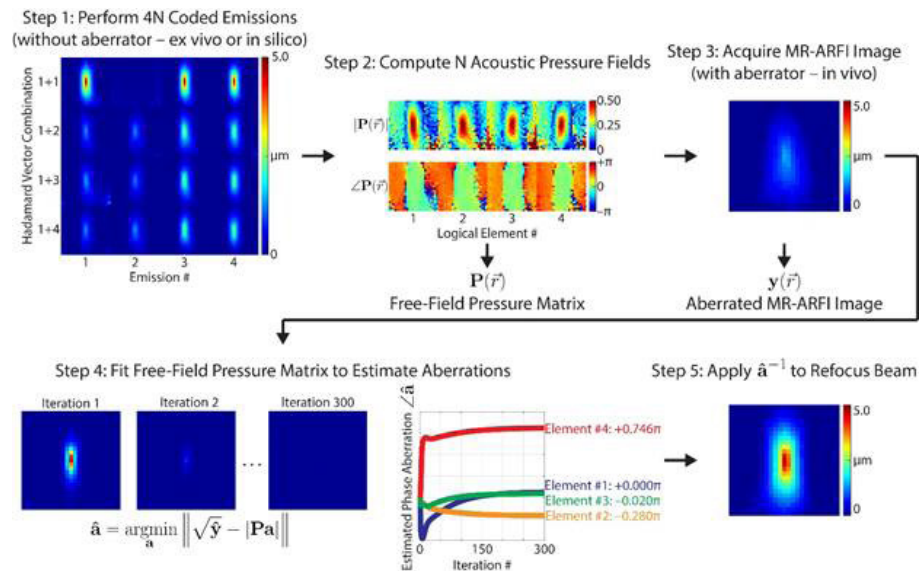 Step 1: Perform 4N Coded Emissions
(without aberrator – ex vivo or in silico)
Hadamard Vector Combination
1+1
1+2
1+3
1+4
1
2
3
4
Emission #
5.0
μm
0
Step 2: Compute N Acoustic Pressure Fields
|P(r⃗)|
0.50
0.25
0
∠P(r⃗)
+π
0
−π
1
2
3
4
Logical Element #
P(r⃗)
Free-Field Pressure Matrix
Step 3: Acquire MR-ARFI Image
(with aberrator – in vivo)
5.0
μm
0
y(r⃗)
Aberrated MR-ARFI Image
Step 4: Fit Free-Field Pressure Matrix to Estimate Aberrations
Iteration 1
Iteration 2
...
Iteration 300
â = argmin ‖√ŷ − |Pa|‖
a
Estimated Phase Aberration ∠â
Element #4: +0.746π
Element #1: +0.000π
Element #3: −0.020π
Element #2: −0.280π
0
150
300
Iteration #
Step 5: Apply â⁻¹ to Refocus Beam
5.0
μm
0